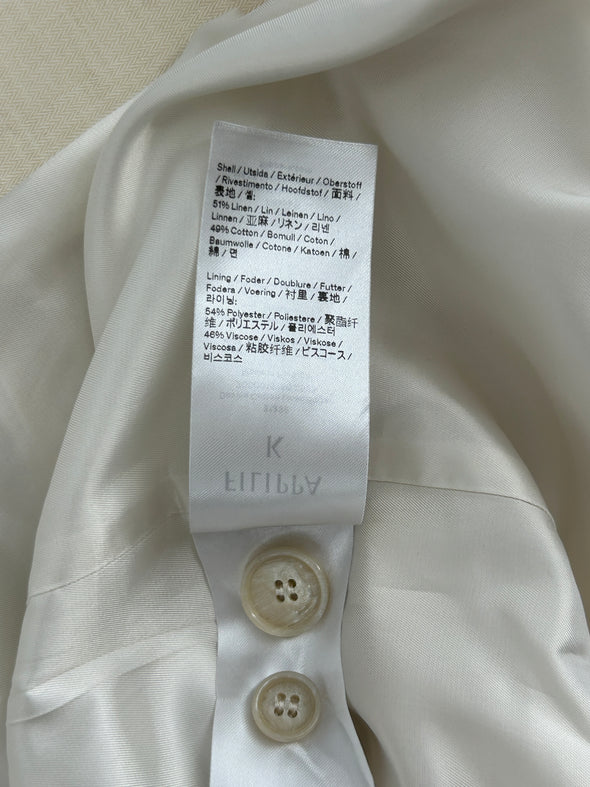 Shell / Utsida / Extérieur / Oberstoff
/ Rivestimento / Hoofdstof / 面料 /
表地 / 겉:
51% Linen / Lin / Leinen / Lino /
Linnen / 亚麻 / リネン / 리넨
49% Cotton / Bomull / Coton /
Baumwolle / Cotone / Katoen / 棉 /
綿 / 면
Lining / Foder / Doublure / Futter /
Fodera / Voering / 衬里 / 裏地 /
라이닝:
54% Polyester / Poliestere / 聚酯纤
维 / ポリエステル / 폴리에스터
46% Viscose / Viskos / Viskose /
Viscosa / 粘胶纤维 / ビスコース /
비스코스
K
FILIPPA